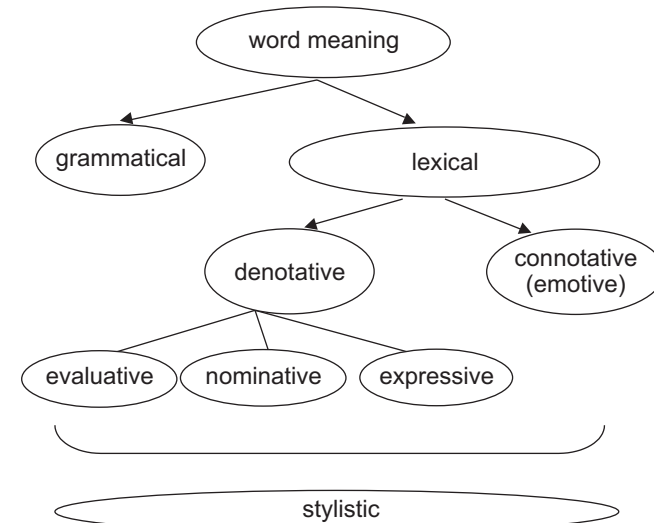 word meaning
grammatical
lexical
denotative
connotative
(emotive)
evaluative
nominative
expressive
stylistic